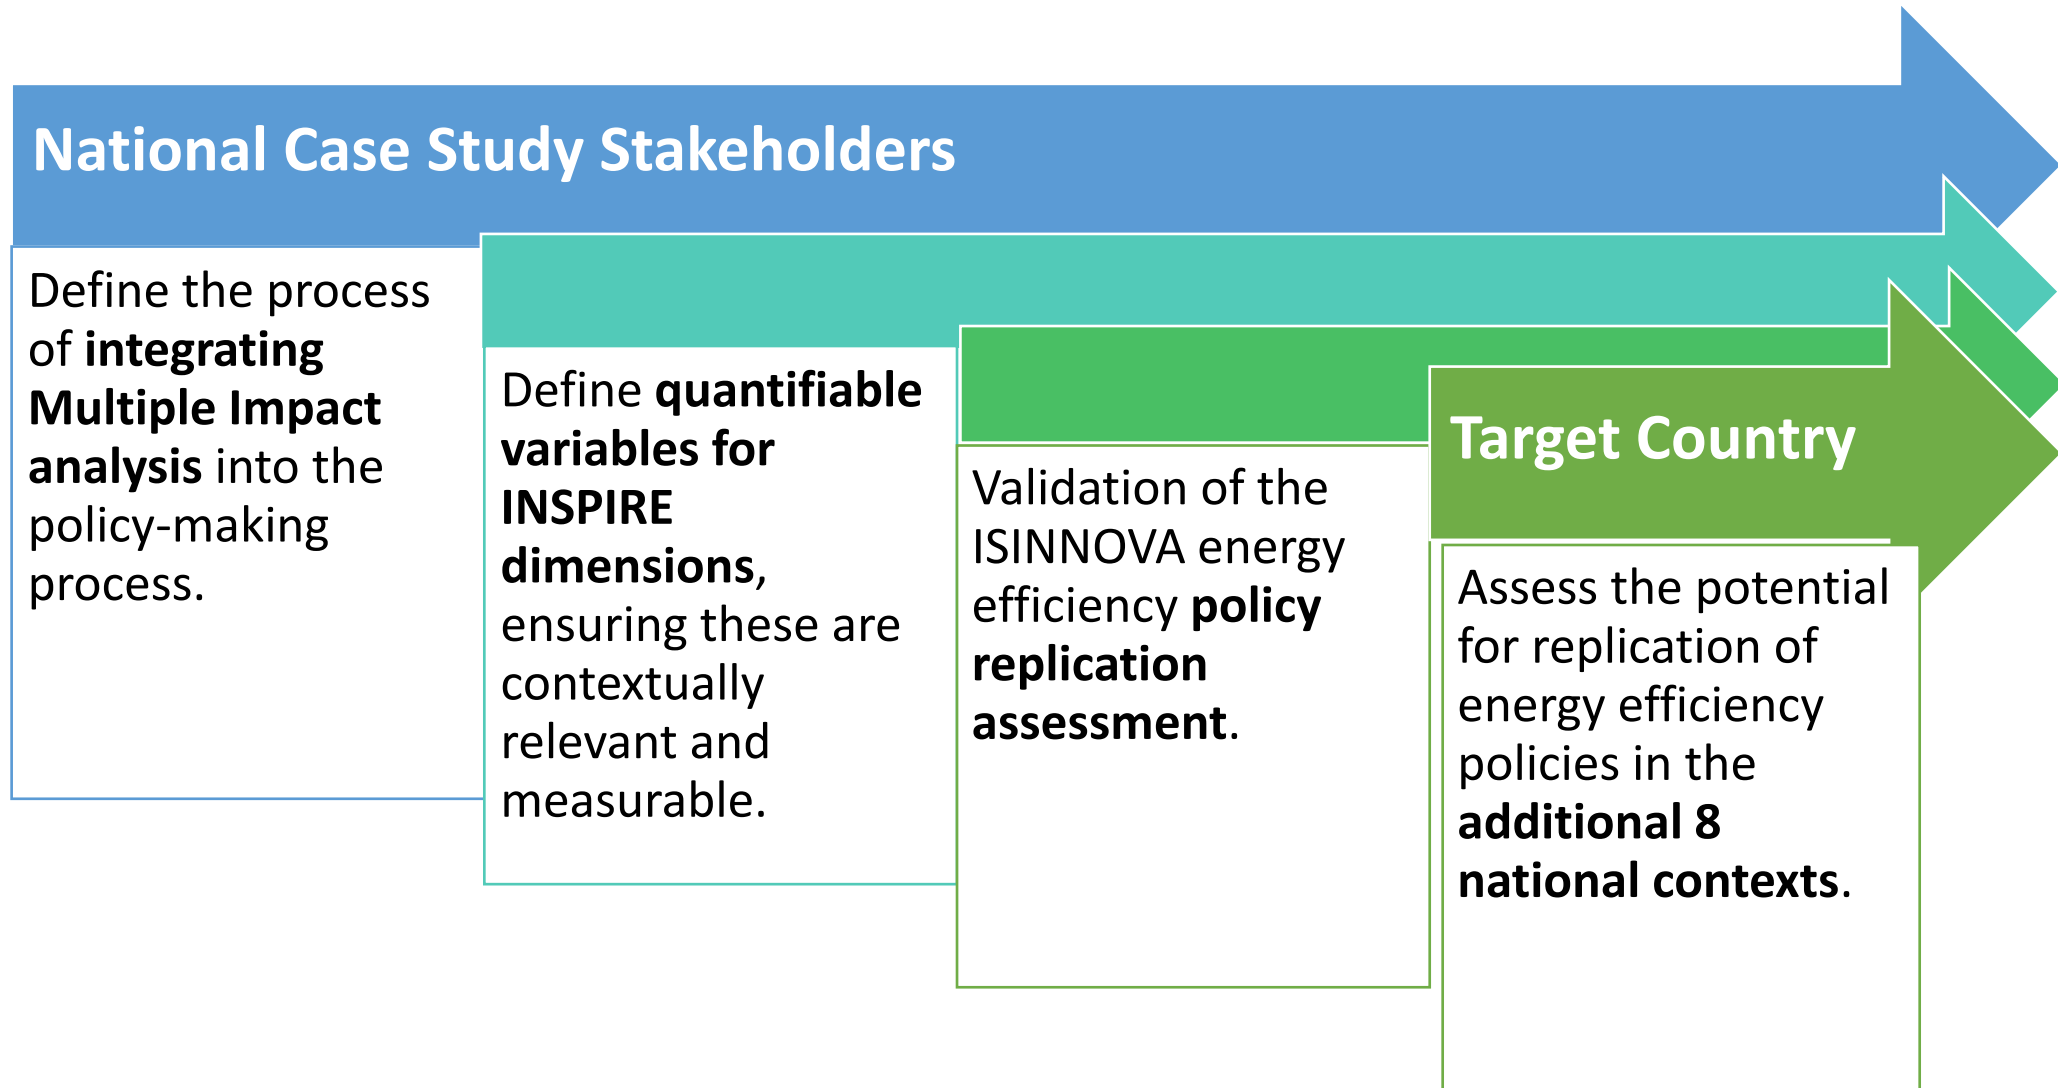 National Case Study Stakeholders
Define the process
of integrating
Multiple Impact
analysis into the
policy-making
process.
Define quantifiable
variables for
INSPIRE
dimensions,
ensuring these are
contextually
relevant and
measurable.
Validation of the
ISINNOVA energy
efficiency policy
replication
assessment.
Target Country
Assess the potential
for replication of
energy efficiency
policies in the
additional 8
national contexts.